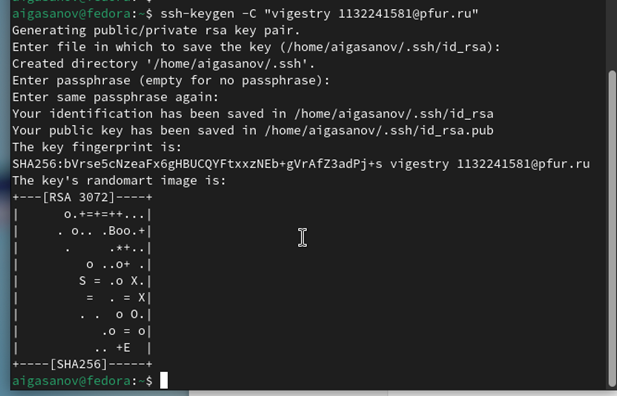 aigasanov@fedora:~$ ssh-keygen -C "vigestry 1132241581@pfur.ru"
Generating public/private rsa key pair.
Enter file in which to save the key (/home/aigasanov/.ssh/id_rsa):
Created directory '/home/aigasanov/.ssh'.
Enter passphrase (empty for no passphrase):
Enter same passphrase again:
Your identification has been saved in /home/aigasanov/.ssh/id_rsa
Your public key has been saved in /home/aigasanov/.ssh/id_rsa.pub
The key fingerprint is:
SHA256:bVrse5cNzeaFx6gHBUCQYFtxxzNEb+gVrAfZ3adPj+s vigestry 1132241581@pfur.ru
The key's randomart image is:
+---[RSA 3072]----+
|      o.+=+=++...|
|     . o.. .Boo.+|
|      .     .*+..|
|         o ..o+ .|
|        S = .o X.|
|         =  . = X|
|        . .  o O.|
|           .o = o|
|          .. +E  |
+----[SHA256]-----+
aigasanov@fedora:~$